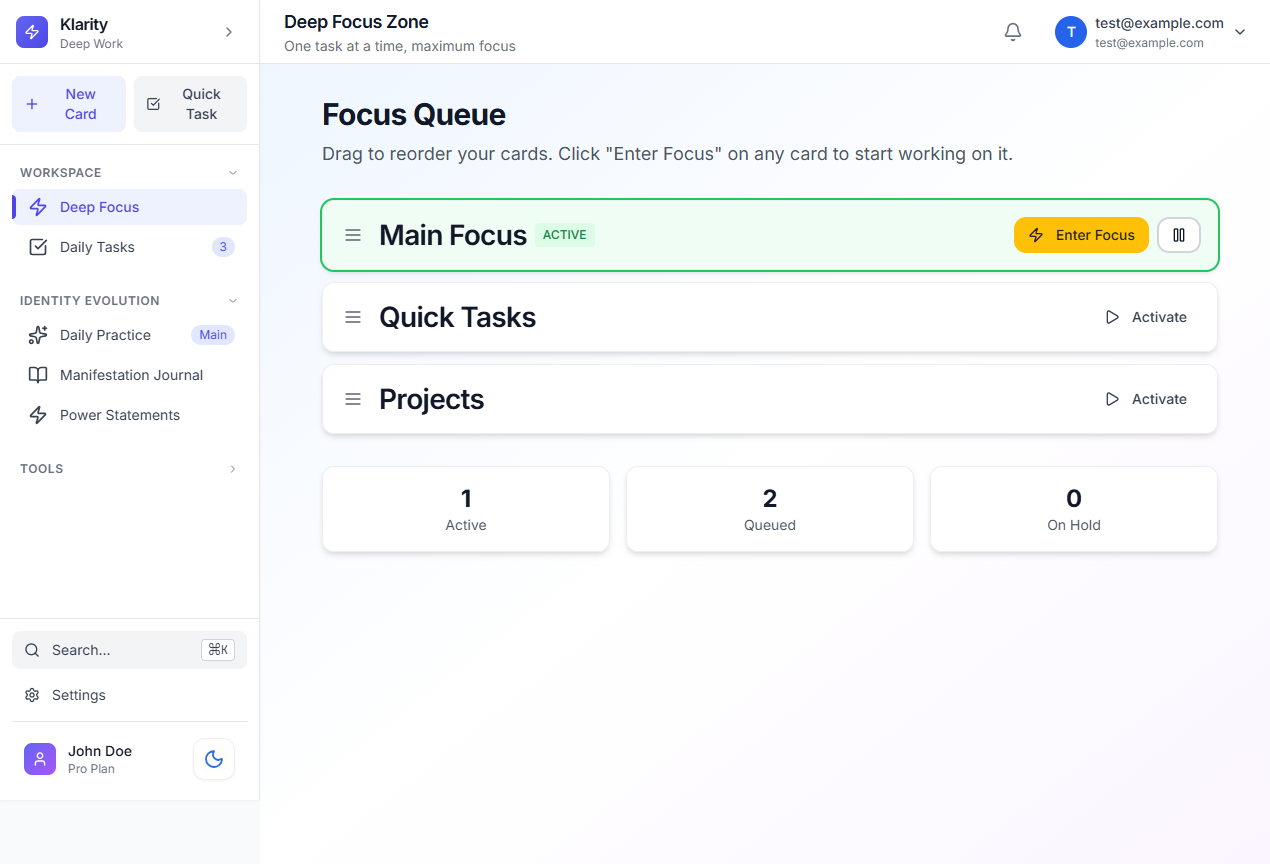 Klarity
Deep Work
New
Card
Quick
Task
WORKSPACE
Deep Focus
Daily Tasks
3
IDENTITY EVOLUTION
Daily Practice
Main
Manifestation Journal
Power Statements
TOOLS
Search...
⌘K
Settings
John Doe
Pro Plan
Deep Focus Zone
One task at a time, maximum focus
T
test@example.com
test@example.com
Focus Queue
Drag to reorder your cards. Click "Enter Focus" on any card to start working on it.
Main Focus
ACTIVE
Enter Focus
Quick Tasks
Activate
Projects
Activate
1
Active
2
Queued
0
On Hold